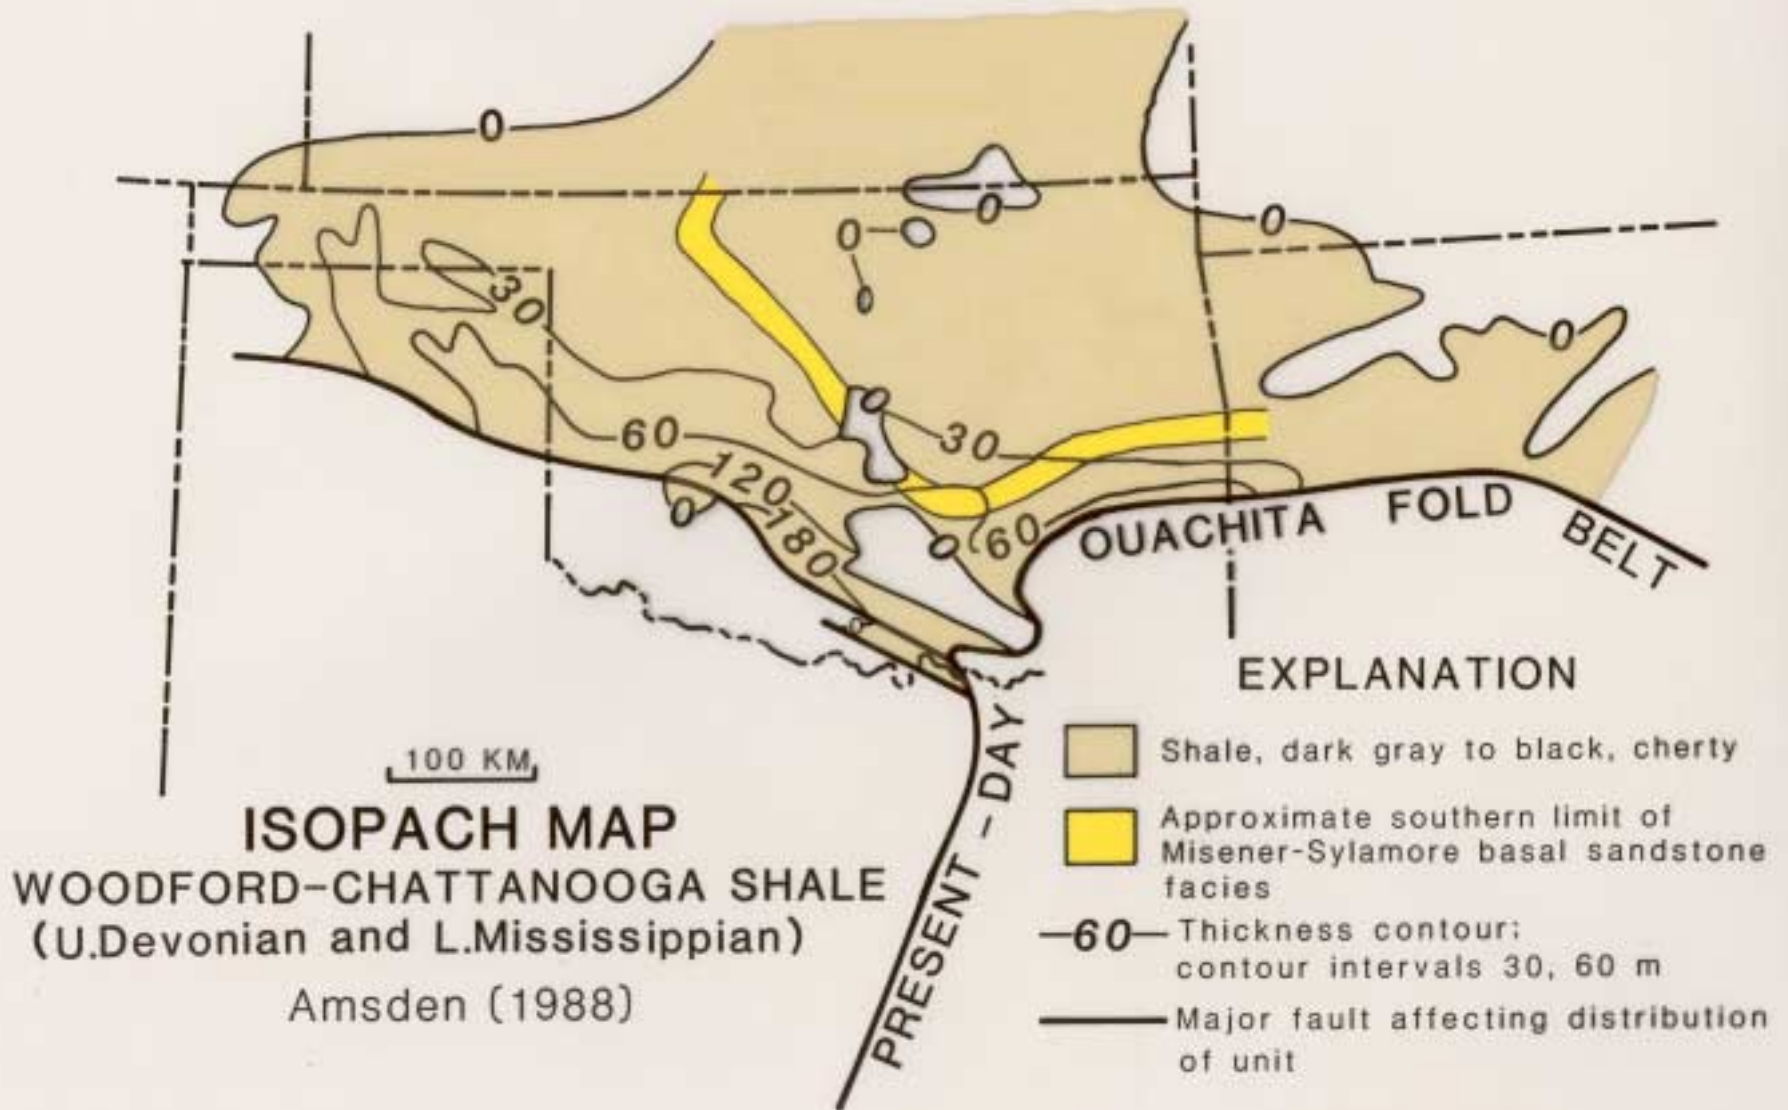 0
0
0
0
0
30
0
0
30
60
120
180
0
0
60
0
OUACHITA FOLD BELT
PRESENT-DAY
100 KM
ISOPACH MAP
WOODFORD-CHATTANOOGA SHALE
(U.Devonian and L.Mississippian)
Amsden (1988)
EXPLANATION
Shale, dark gray to black, cherty
Approximate southern limit of
Misener-Sylamore basal sandstone
facies
60
Thickness contour;
contour intervals 30, 60 m
Major fault affecting distribution
of unit